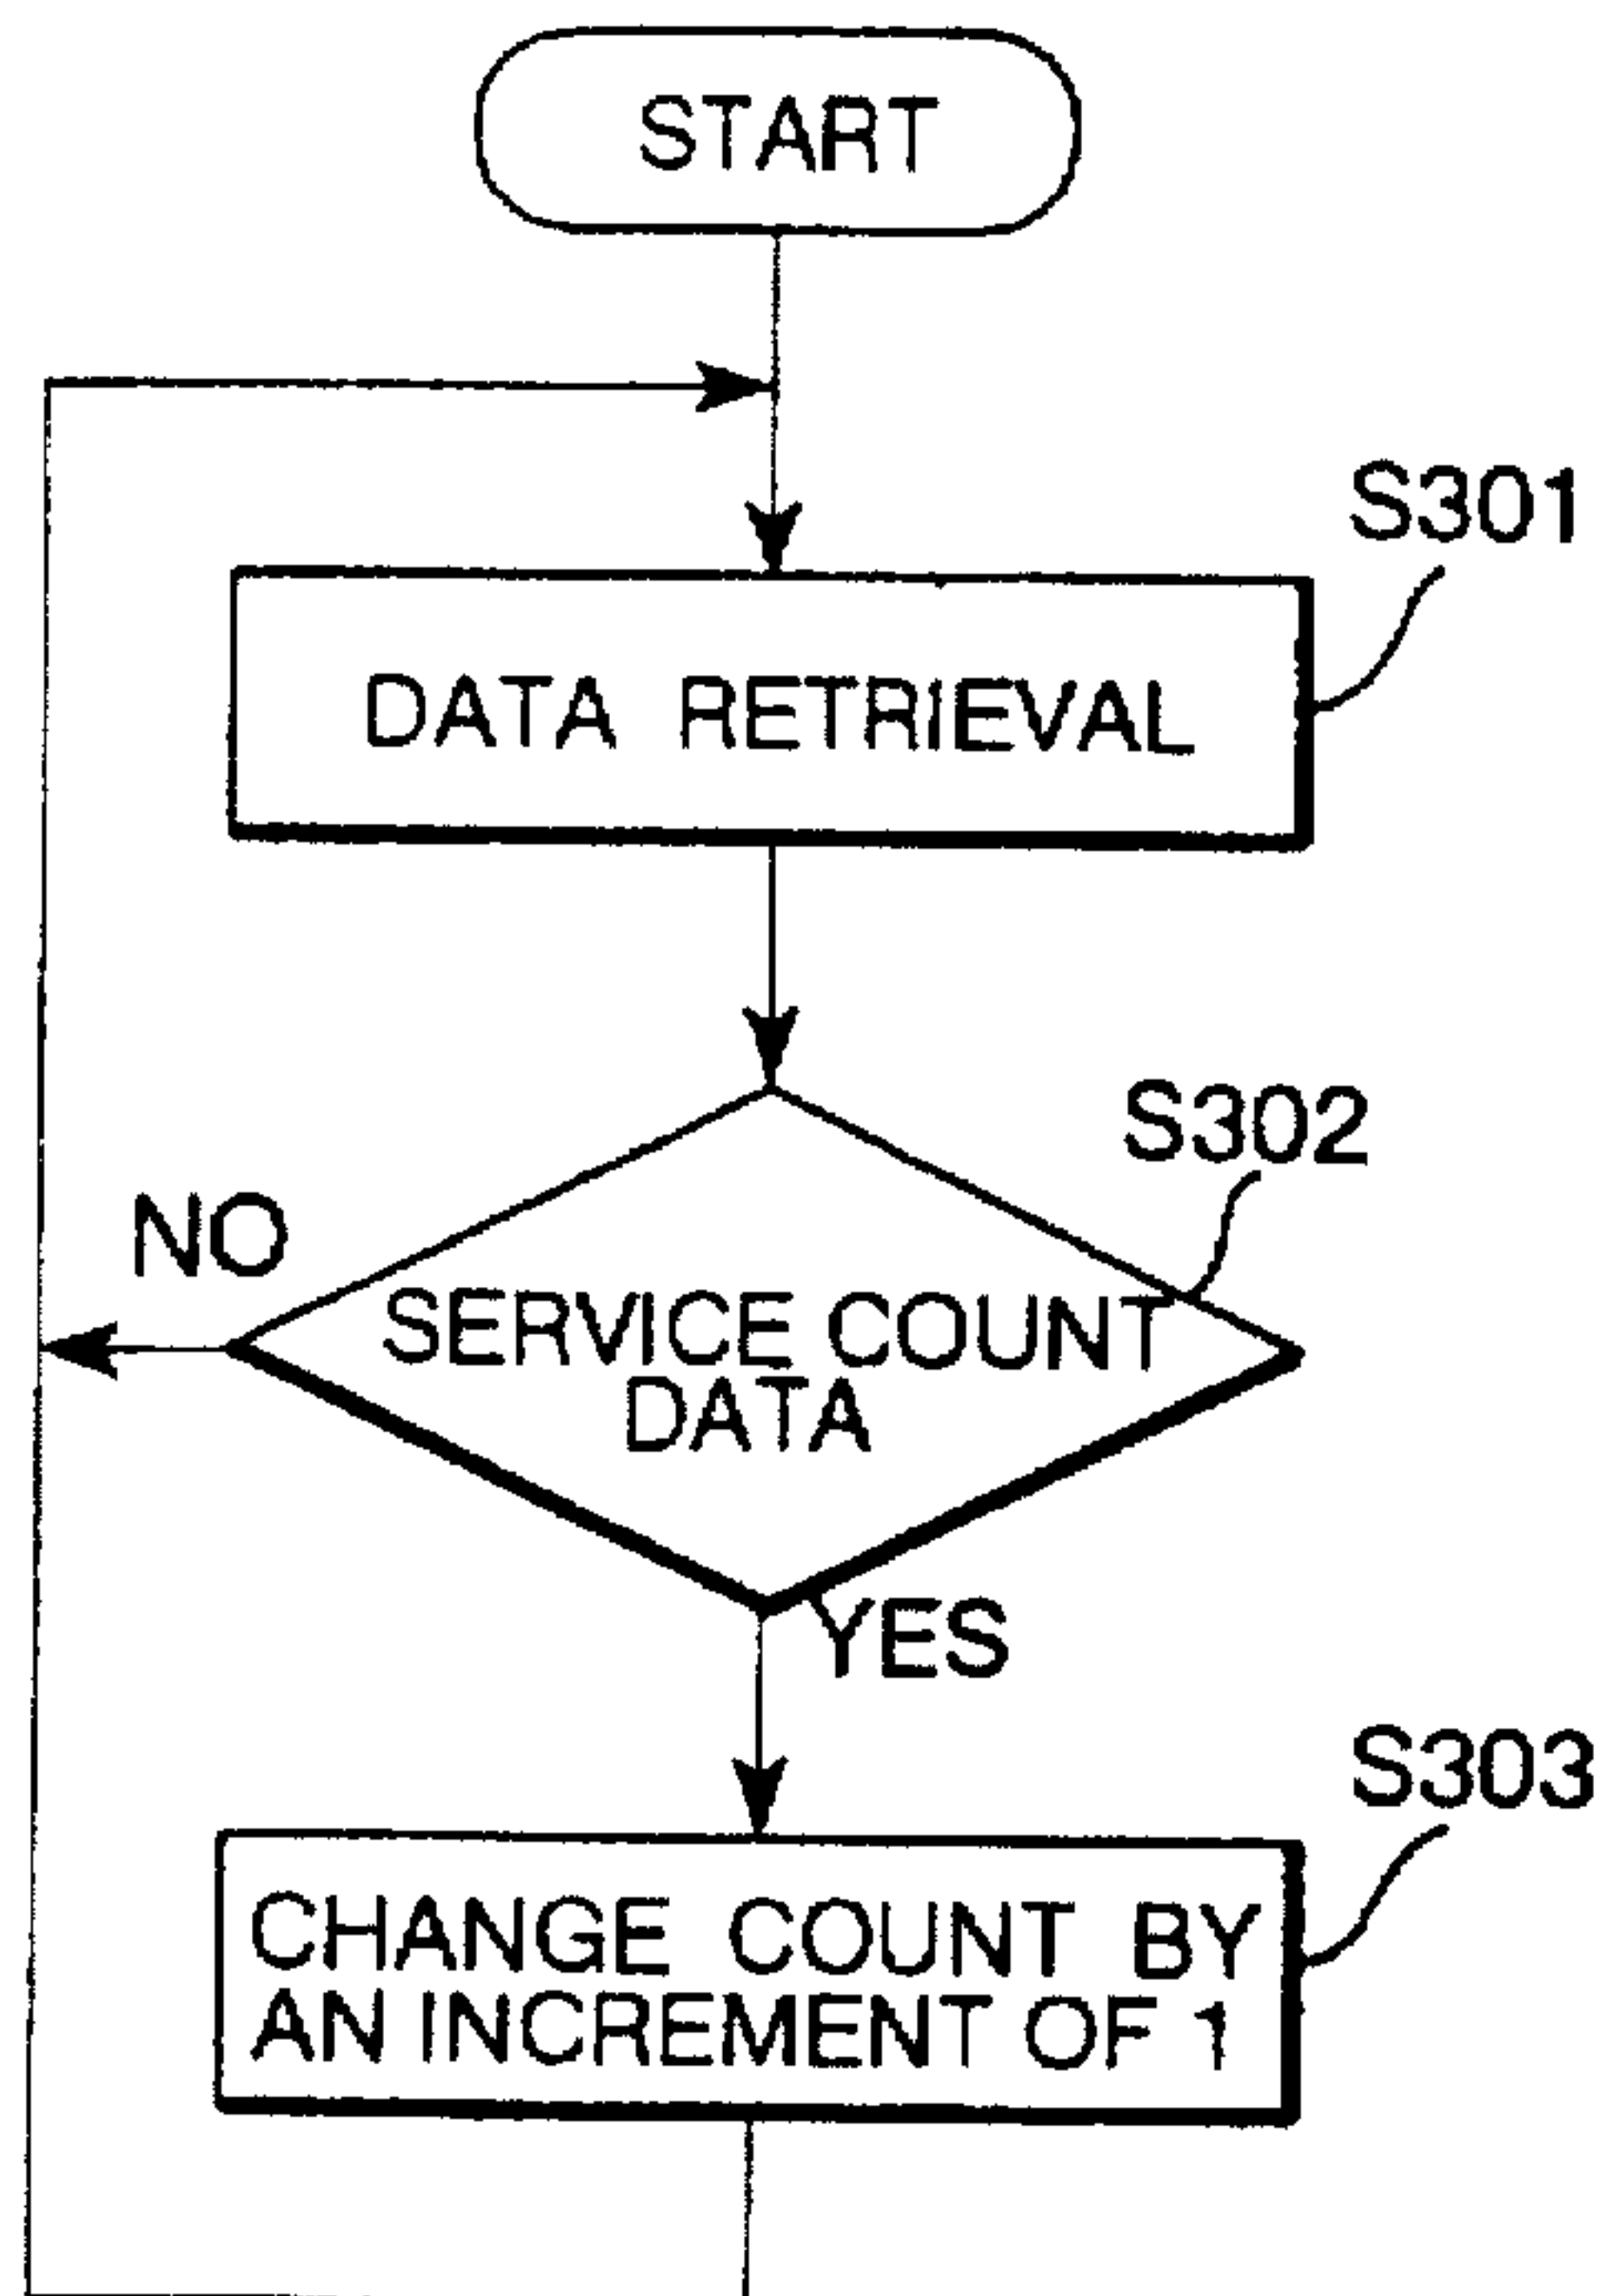 START
S301
DATA RETRIEVAL
S302
NO
SERVICE COUNT
DATA
YES
S303
CHANGE COUNT BY
AN INCREMENT OF 1